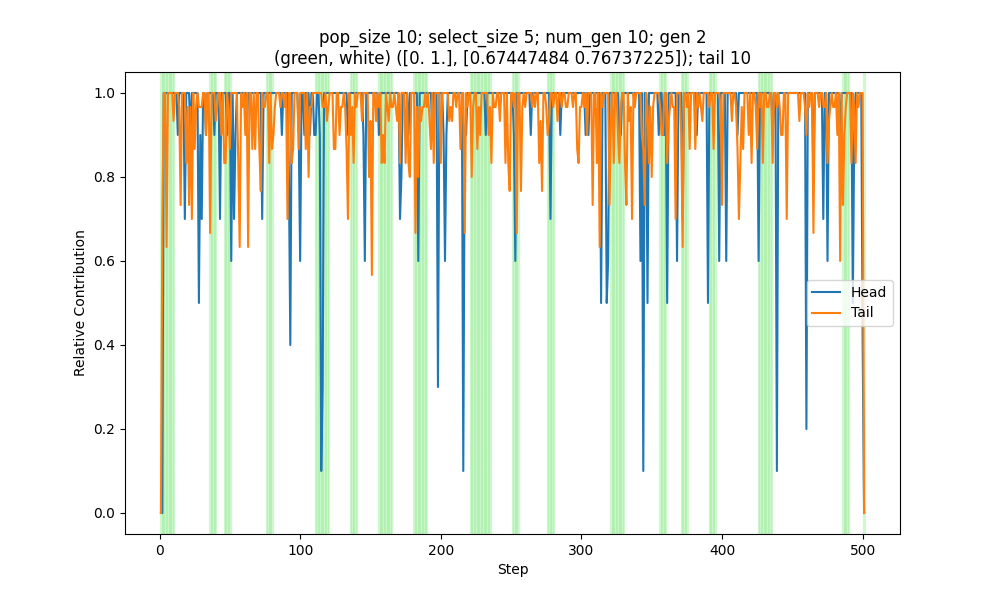 pop_size 10; select_size 5; num_gen 10; gen 2
(green, white) ([0. 1.], [0.67447484 0.76737225]); tail 10
1.0
0.8
0.6
0.4
0.2
0.0
Relative Contribution
Head
Tail
0
100
200
300
400
500
Step